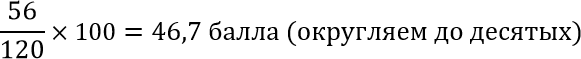 56/120 × 100 = 46,7 балла (округляем до десятых)